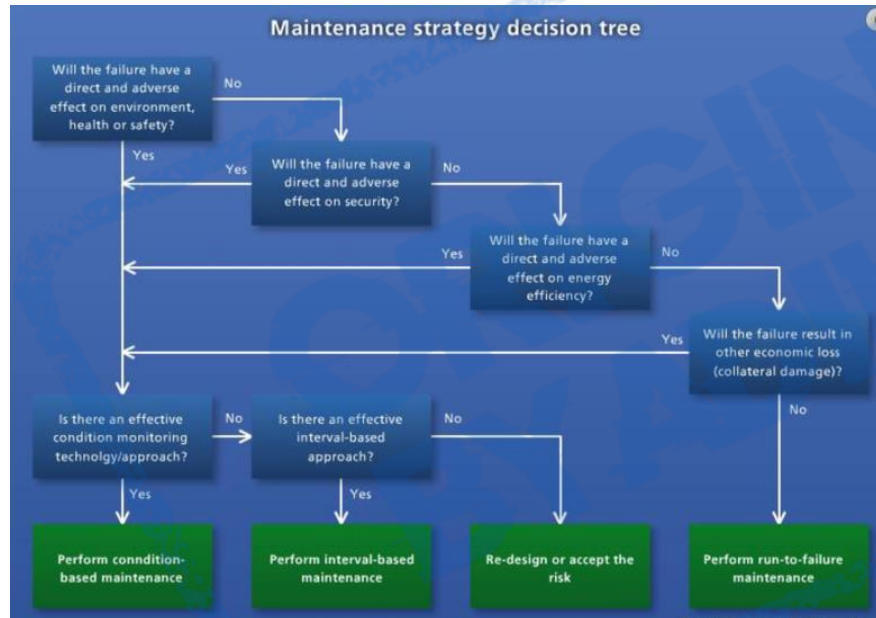 Maintenance strategy decision tree
Will the failure have a
direct and adverse
effect on environment,
health or safety?
No
Yes
Will the failure have a
direct and adverse
effect on security?
Yes
No
Will the failure have a
direct and adverse
effect on energy
efficiency?
Yes
No
Will the failure result in
other economic loss
(collateral damage)?
Yes
No
Is there an effective
condition monitoring
technolgy/approach?
No
Yes
Is there an effective
interval-based
approach?
No
Yes
Perform conndition-
based maintenance
Perform interval-based
maintenance
Re-design or accept the
risk
Perform run-to-failure
maintenance